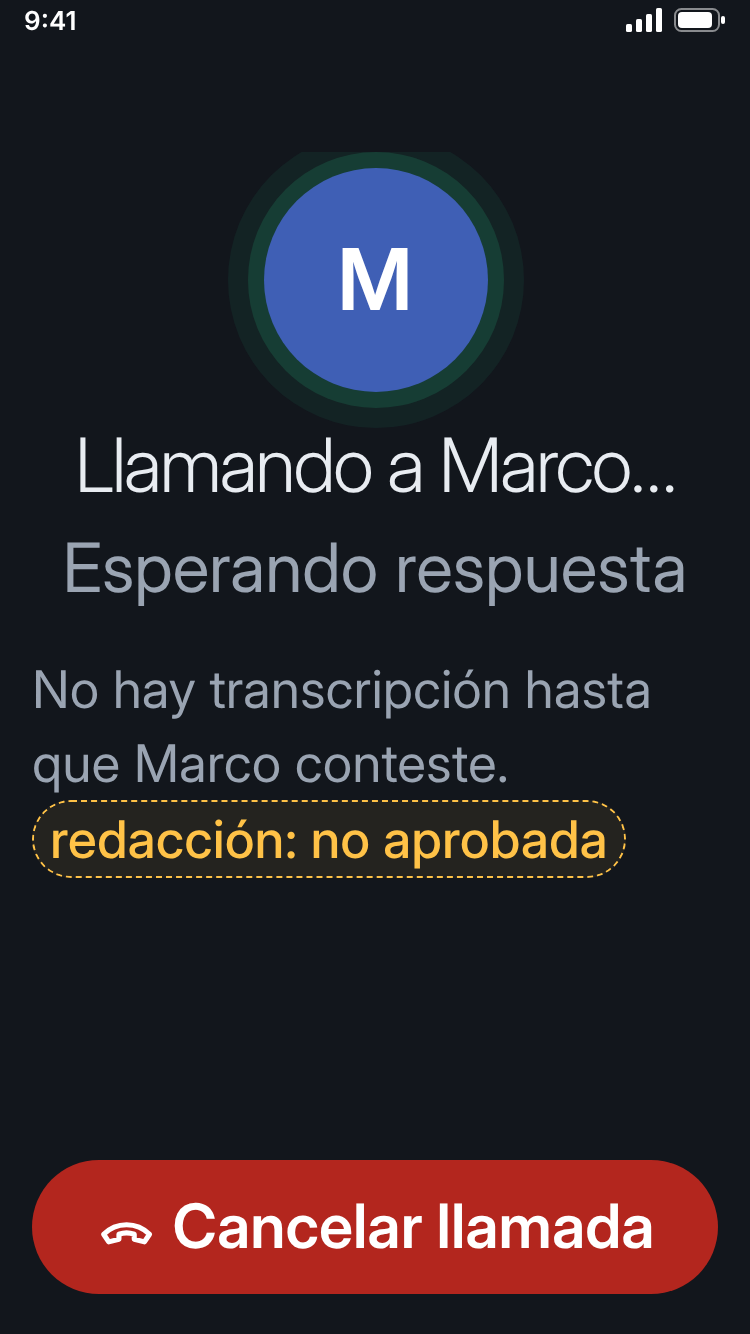 9:41
M
Llamando a Marco...
Esperando respuesta
No hay transcripción hasta
que Marco conteste.
redacción: no aprobada
Cancelar llamada